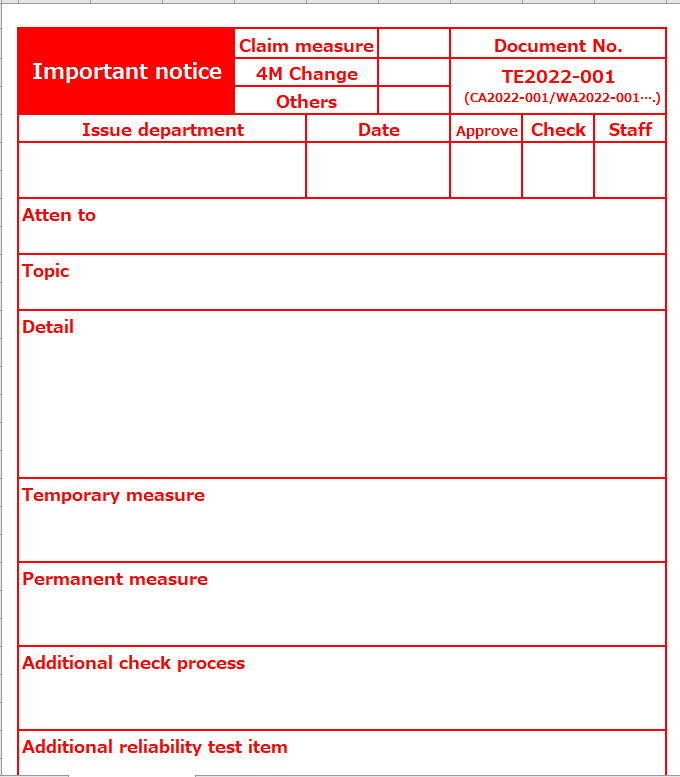 Important notice
Claim measure
4M Change
Others
Document No.
TE2022-001
(CA2022-001/WA2022-001⋯.)
Issue department
Date
Approve
Check
Staff
Atten to
Topic
Detail
Temporary measure
Permanent measure
Additional check process
Additional reliability test item